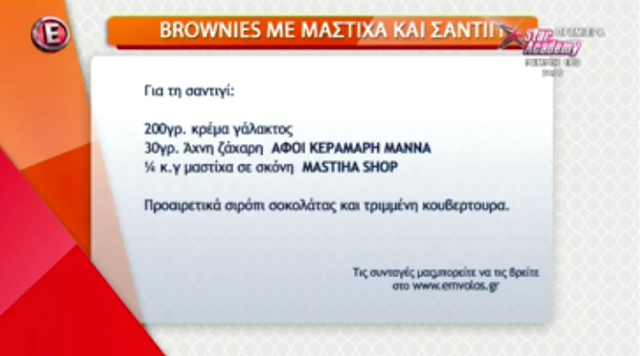 E
BROWNIES ΜΕ ΜΑΣΤΙΧΑ ΚΑΙ ΣΑΝΤΙΓ
Star
Academy
Για τη σαντιγί:
200γρ. κρέμα γάλακτος
30γρ. Άχνη ζάχαρη ΑΦΟΙ ΚΕΡΑΜΑΡΗ ΜΑΝΝΑ
¼ κ.γ μαστίχα σε σκόνη MASTIHA SHOP
Προαιρετικά σιρόπι σοκολάτας και τριμμένη κουβερτουρα.
Τις συνταγές μας,μπορείτε να τις βρείτε
στο www.emvolos.gr